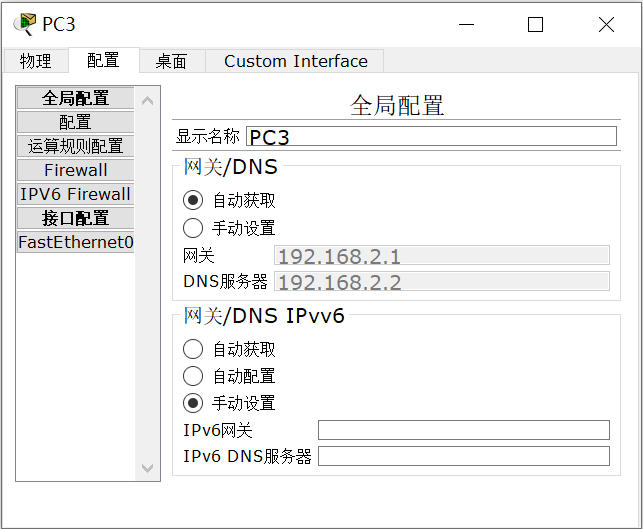 PC3
物理 配置 桌面 Custom Interface
全局配置
配置
运算规则配置
Firewall
IPV6 Firewall
接口配置
FastEthernet0
全局配置
显示名称 PC3
网关/DNS
自动获取
手动设置
网关 192.168.2.1
DNS服务器 192.168.2.2
网关/DNS IPvv6
自动获取
自动配置
手动设置
IPv6网关
IPv6 DNS服务器